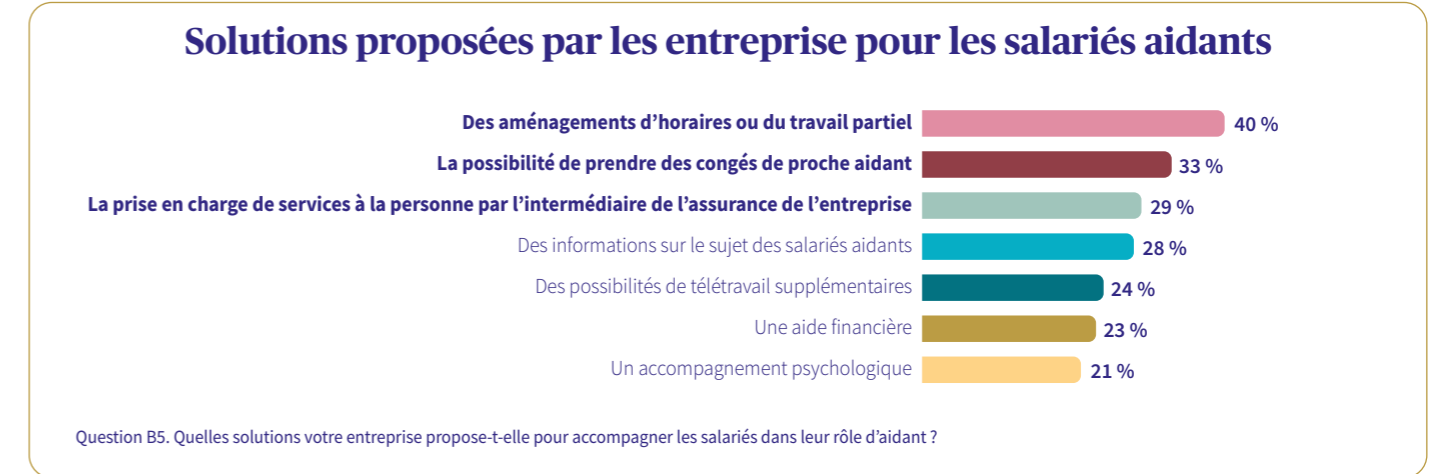 Solutions proposées par les entreprise pour les salariés aidants
Des aménagements d’horaires ou du travail partiel 40 %
La possibilité de prendre des congés de proche aidant 33 %
La prise en charge de services à la personne par l’intermédiaire de l’assurance de l’entreprise 29 %
Des informations sur le sujet des salariés aidants 28 %
Des possibilités de télétravail supplémentaires 24 %
Une aide financière 23 %
Un accompagnement psychologique 21 %
Question B5. Quelles solutions votre entreprise propose-t-elle pour accompagner les salariés dans leur rôle d’aidant ?